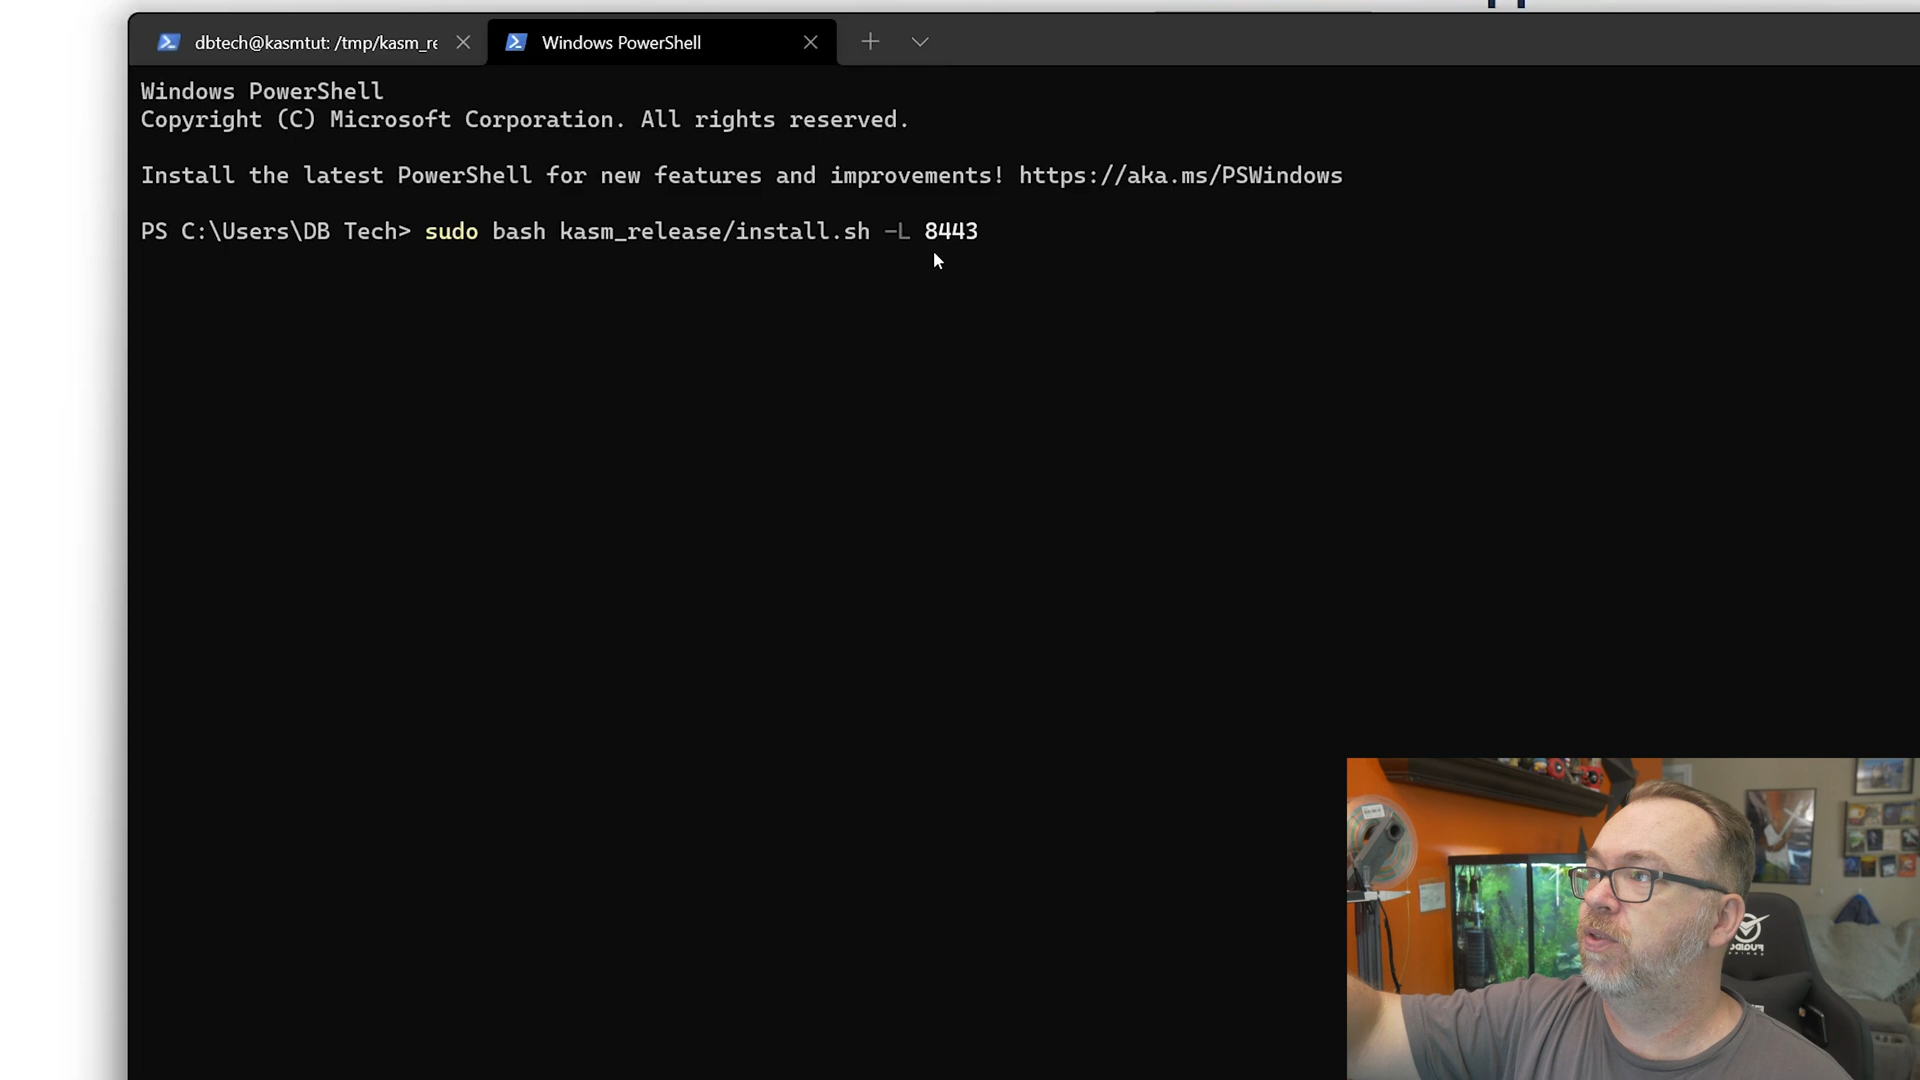 dbtech@kasmtut: /tmp/kasm_re
Windows PowerShell
Windows PowerShell
Copyright (C) Microsoft Corporation. All rights reserved.
Install the latest PowerShell for new features and improvements! https://aka.ms/PSWindows
PS C:\Users\DB Tech> sudo bash kasm_release/install.sh -L 8443